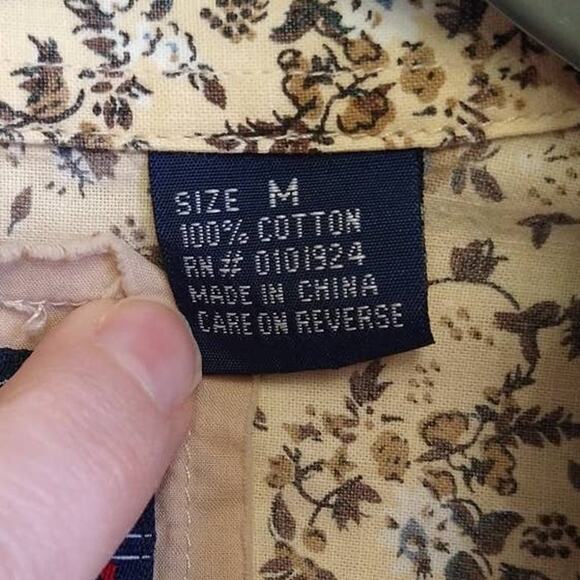 SIZE M
100% COTTON
RN# 0101924
MADE IN CHINA
CARE ON REVERSE